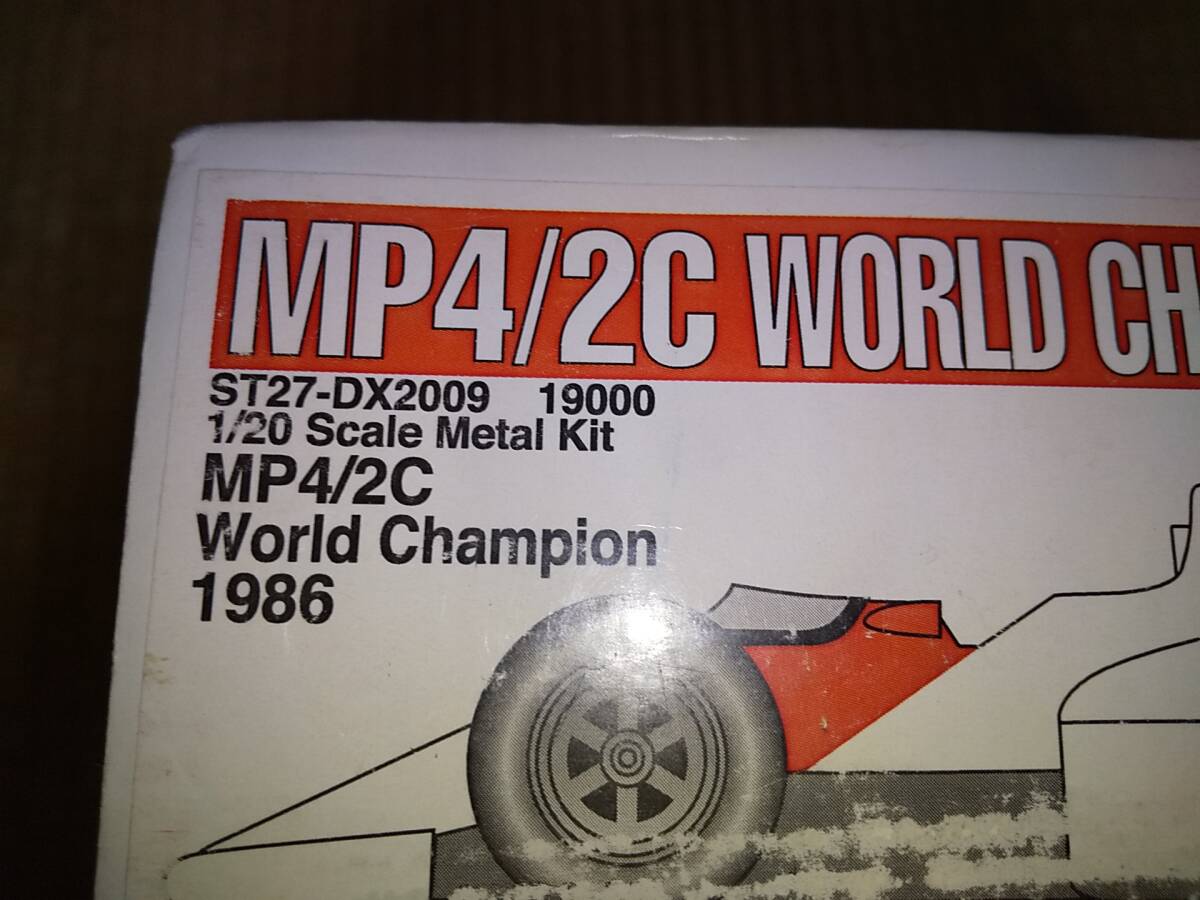 MP4/2C WORLD CH
ST27-DX2009 19000
1/20 Scale Metal Kit
MP4/2C
World Champion
1986